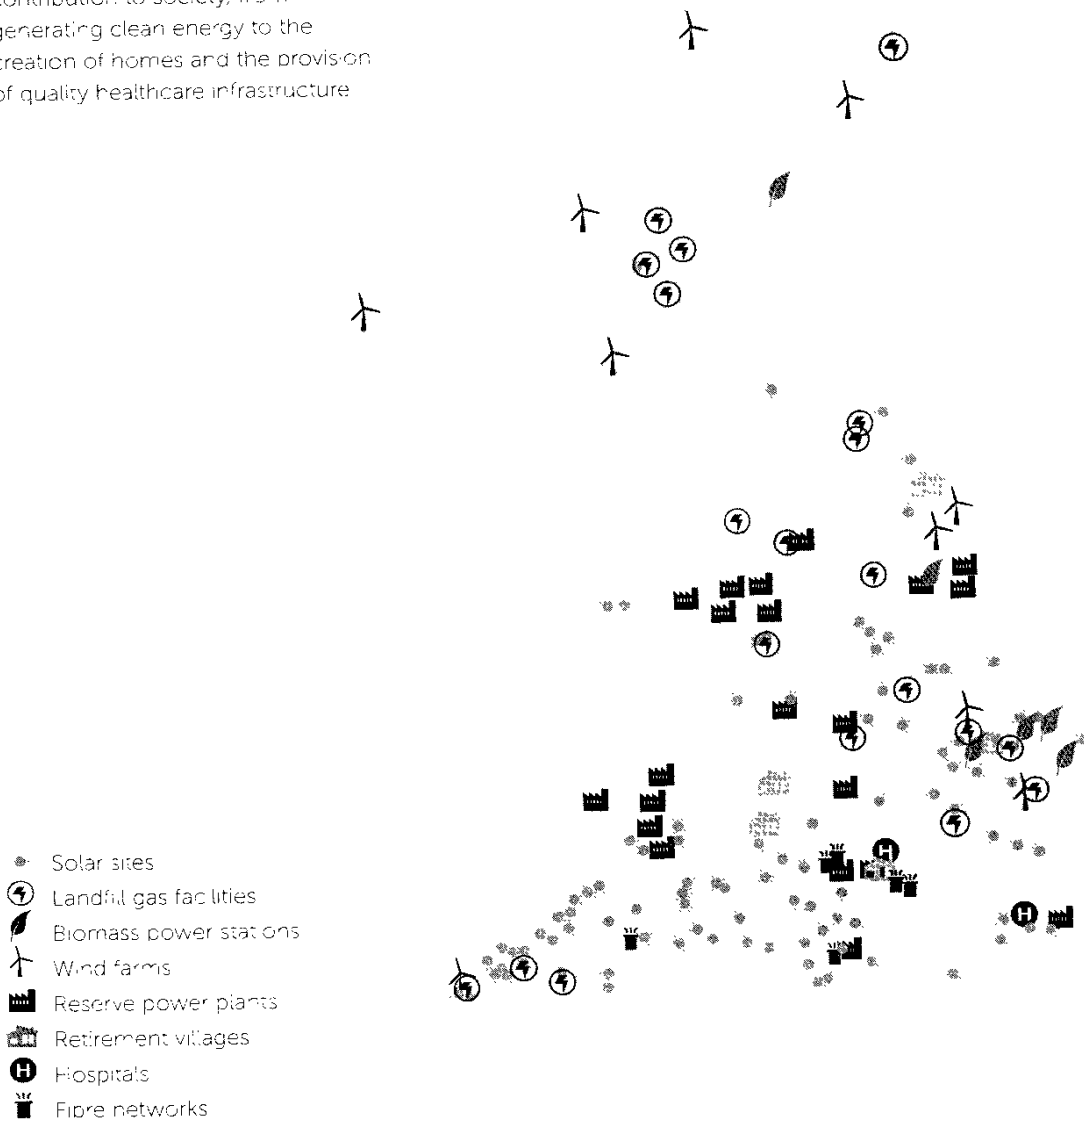 contribution to society, from
generating clean energy to the
creation of homes and the provision
of quality healthcare infrastructure
Solar sites
Landfill gas facilities
Biomass power stations
Wind farms
Reserve power plants
Retirement villages
H Hospitals
Fibre networks
H
H